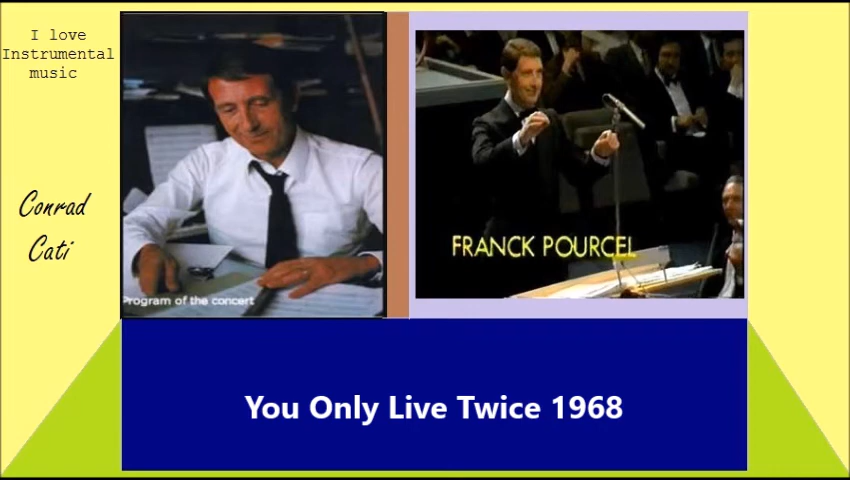 I love
Instrumental
music
Conrad
Cati
Program of the concert
FRANCK POURCEL
You Only Live Twice 1968